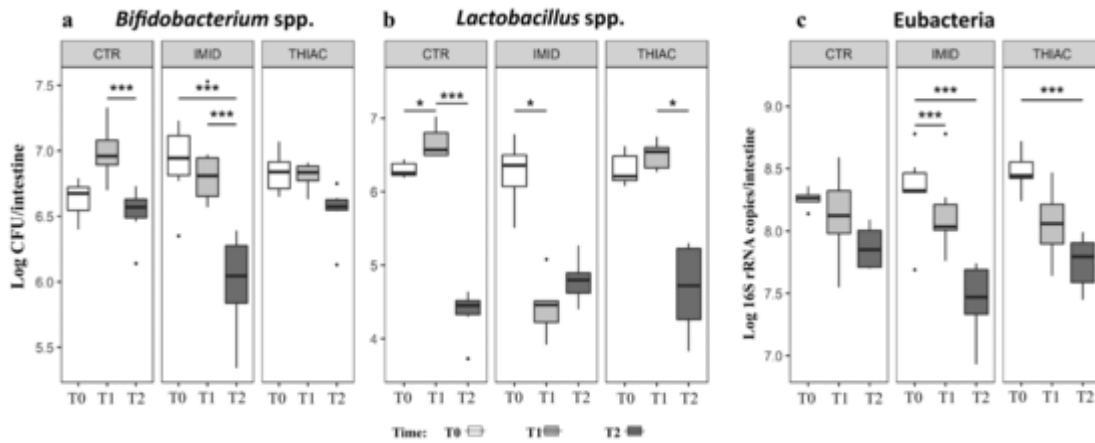 a Bifidobacterium spp.
CTR IMID THIAC
***
***
***
Log CFU/intestine
7.5
7.0
6.5
6.0
5.5
T0 T1 T2 T0 T1 T2 T0 T1 T2
b Lactobacillus spp.
CTR IMID THIAC
* *** * *
7
6
5
4
T0 T1 T2 T0 T1 T2 T0 T1 T2
c Eubacteria
CTR IMID THIAC
*** ***
***
Log 16S rRNA copies/intestine
9.0
8.5
8.0
7.5
7.0
T0 T1 T2 T0 T1 T2 T0 T1 T2
Time: T0 T1 T2